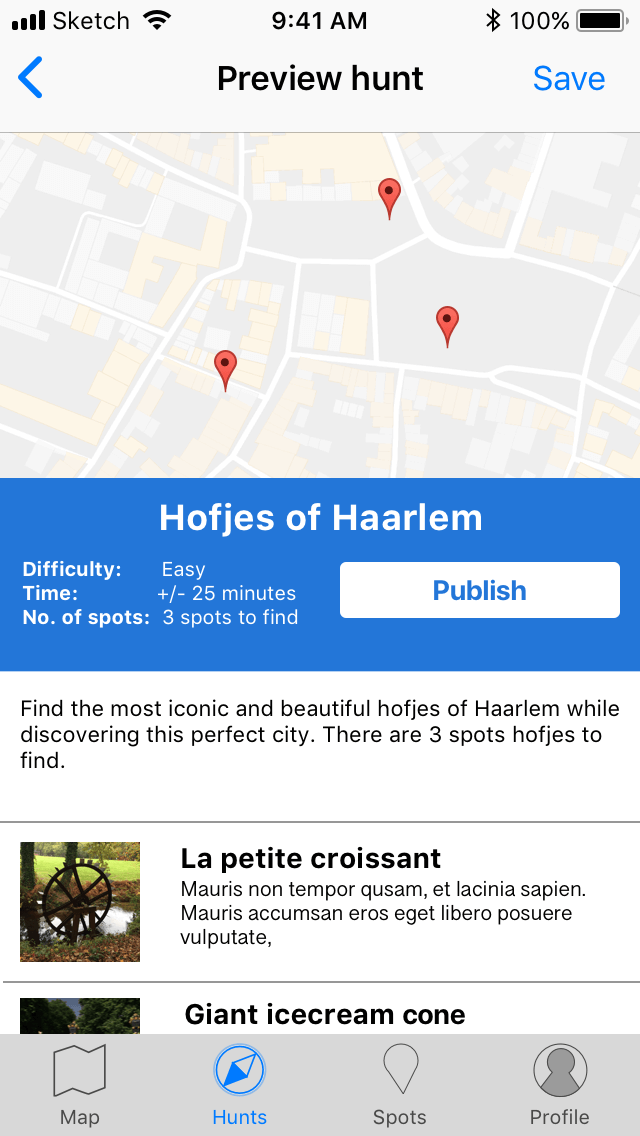 Sketch 9:41 AM 100%
Preview hunt Save
Hofjes of Haarlem
Difficulty: Easy
Time: +/- 25 minutes
No. of spots: 3 spots to find
Publish
Find the most iconic and beautiful hofjes of Haarlem while
discovering this perfect city. There are 3 spots hofjes to
find.
La petite croissant
Mauris non tempor qusam, et lacinia sapien.
Mauris accumsan eros eget libero posuere
vulputate,
Giant icecream cone
Map Hunts Spots Profile